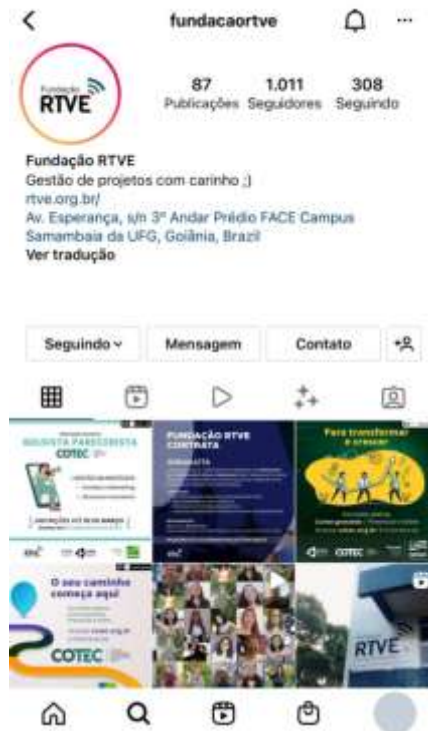 fundacaortve
Fundação
RTVE
87
Publicações
1.011
Seguidores
308
Seguindo
Fundação RTVE
Gestão de projetos com carinho ;)
rtve.org.br/
Av. Esperança, s/n 3º Andar Prédio FACE Campus
Samambaia da UFG, Goiânia, Brazil
Ver tradução
Seguindo
Mensagem
Contato
BOLSISTA PARECERISTA
COTEC
FUNDAÇÃO RTVE
CONTRATA
Para transformar
é crescer
COTEC
O seu caminho
começa aqui
COTEC
RTVE